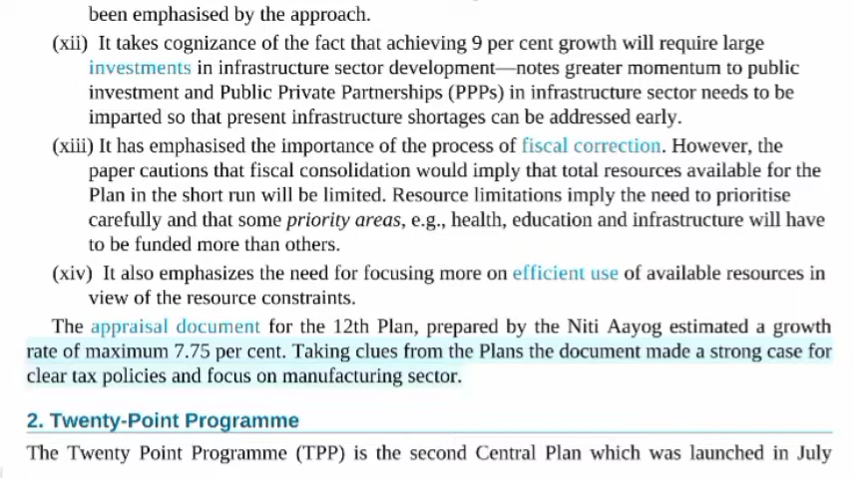 been emphasised by the approach.
(xii) It takes cognizance of the fact that achieving 9 per cent growth will require large
investments in infrastructure sector development—notes greater momentum to public
investment and Public Private Partnerships (PPPs) in infrastructure sector needs to be
imparted so that present infrastructure shortages can be addressed early.
(xiii) It has emphasised the importance of the process of fiscal correction. However, the
paper cautions that fiscal consolidation would imply that total resources available for the
Plan in the short run will be limited. Resource limitations imply the need to prioritise
carefully and that some priority areas, e.g., health, education and infrastructure will have
to be funded more than others.
(xiv) It also emphasizes the need for focusing more on efficient use of available resources in
view of the resource constraints.
The appraisal document for the 12th Plan, prepared by the Niti Aayog estimated a growth
rate of maximum 7.75 per cent. Taking clues from the Plans the document made a strong case for
clear tax policies and focus on manufacturing sector.
2. Twenty-Point Programme
The Twenty Point Programme (TPP) is the second Central Plan which was launched in July